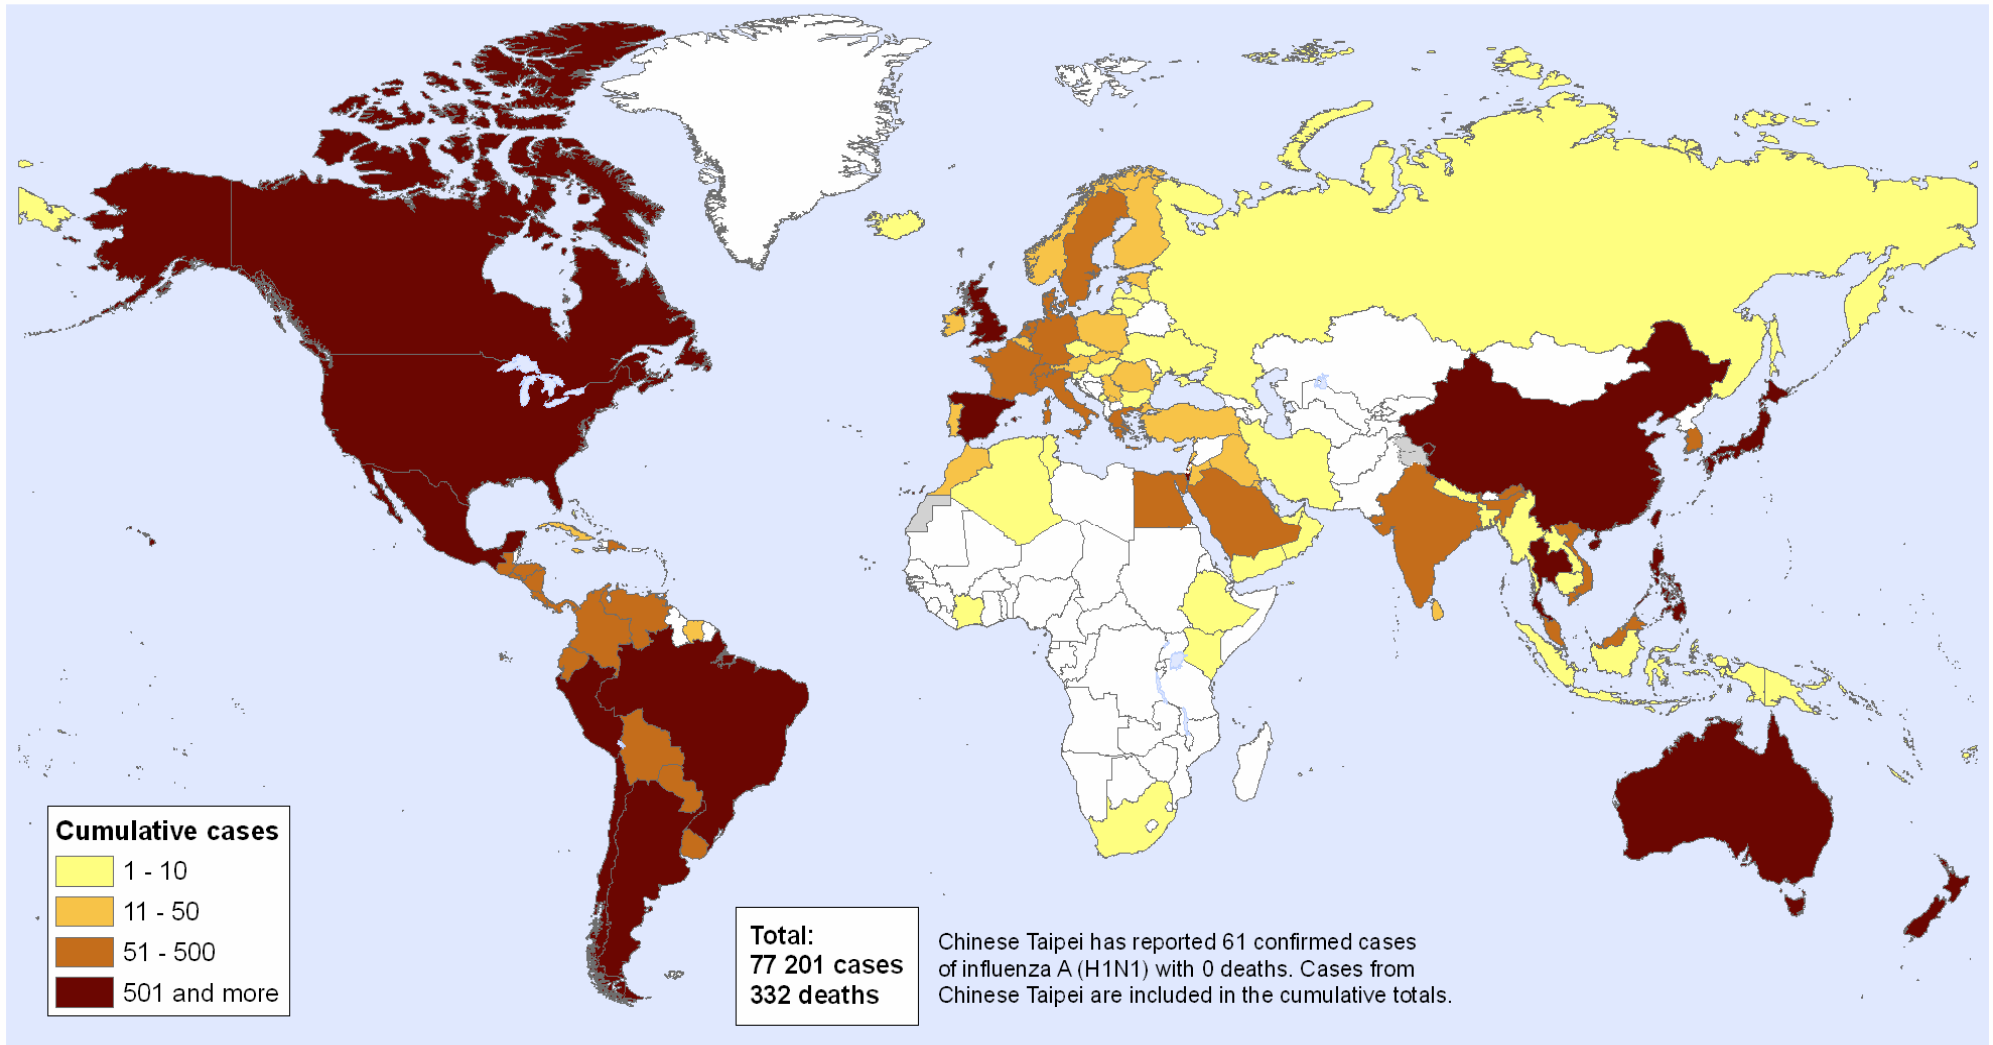 Cumulative cases
1 - 10
11 - 50
51 - 500
501 and more
Total:
77 201 cases
332 deaths
Chinese Taipei has reported 61 confirmed cases
of influenza A (H1N1) with 0 deaths. Cases from
Chinese Taipei are included in the cumulative totals.